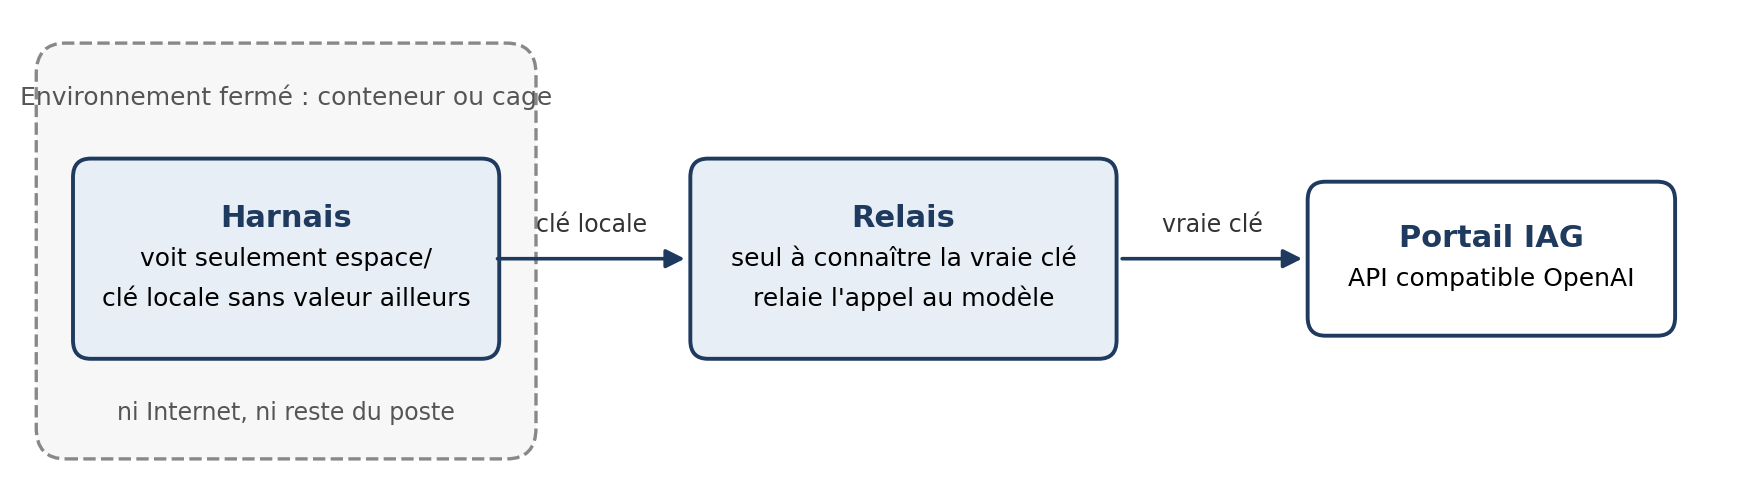 Environnement fermé : conteneur ou cage
Harnais
voit seulement espace/
clé locale sans valeur ailleurs
ni Internet, ni reste du poste
clé locale
Relais
seul à connaître la vraie clé
relaie l'appel au modèle
vraie clé
Portail IAG
API compatible OpenAI